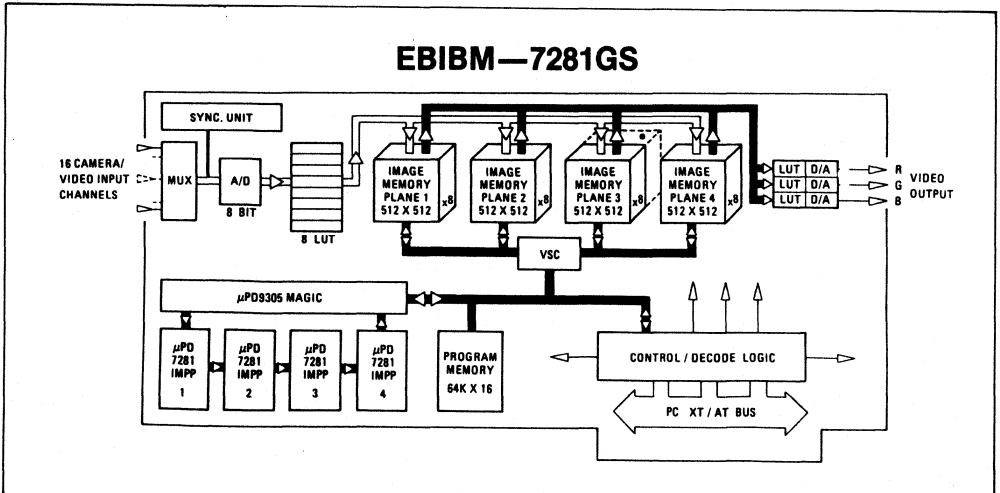 EBIBM—7281GS
SYNC. UNIT
16 CAMERA/
VIDEO INPUT
CHANNELS
MUX
A/D
8 BIT
8 LUT
IMAGE
MEMORY
PLANE 1
512 X 512
x8
IMAGE
MEMORY
PLANE 2
512 X 512
x8
IMAGE
MEMORY
PLANE 3
512 X 512
x8
IMAGE
MEMORY
PLANE 4
512 X 512
x8
LUT D/A
LUT D/A
LUT D/A
R
G
B
VIDEO
OUTPUT
VSC
µPD9305 MAGIC
µPD
7281
IMPP
1
µPD
7281
IMPP
2
µPD
7281
IMPP
3
µPD
7281
IMPP
4
PROGRAM
MEMORY
64K X 16
CONTROL / DECODE LOGIC
PC XT / AT BUS